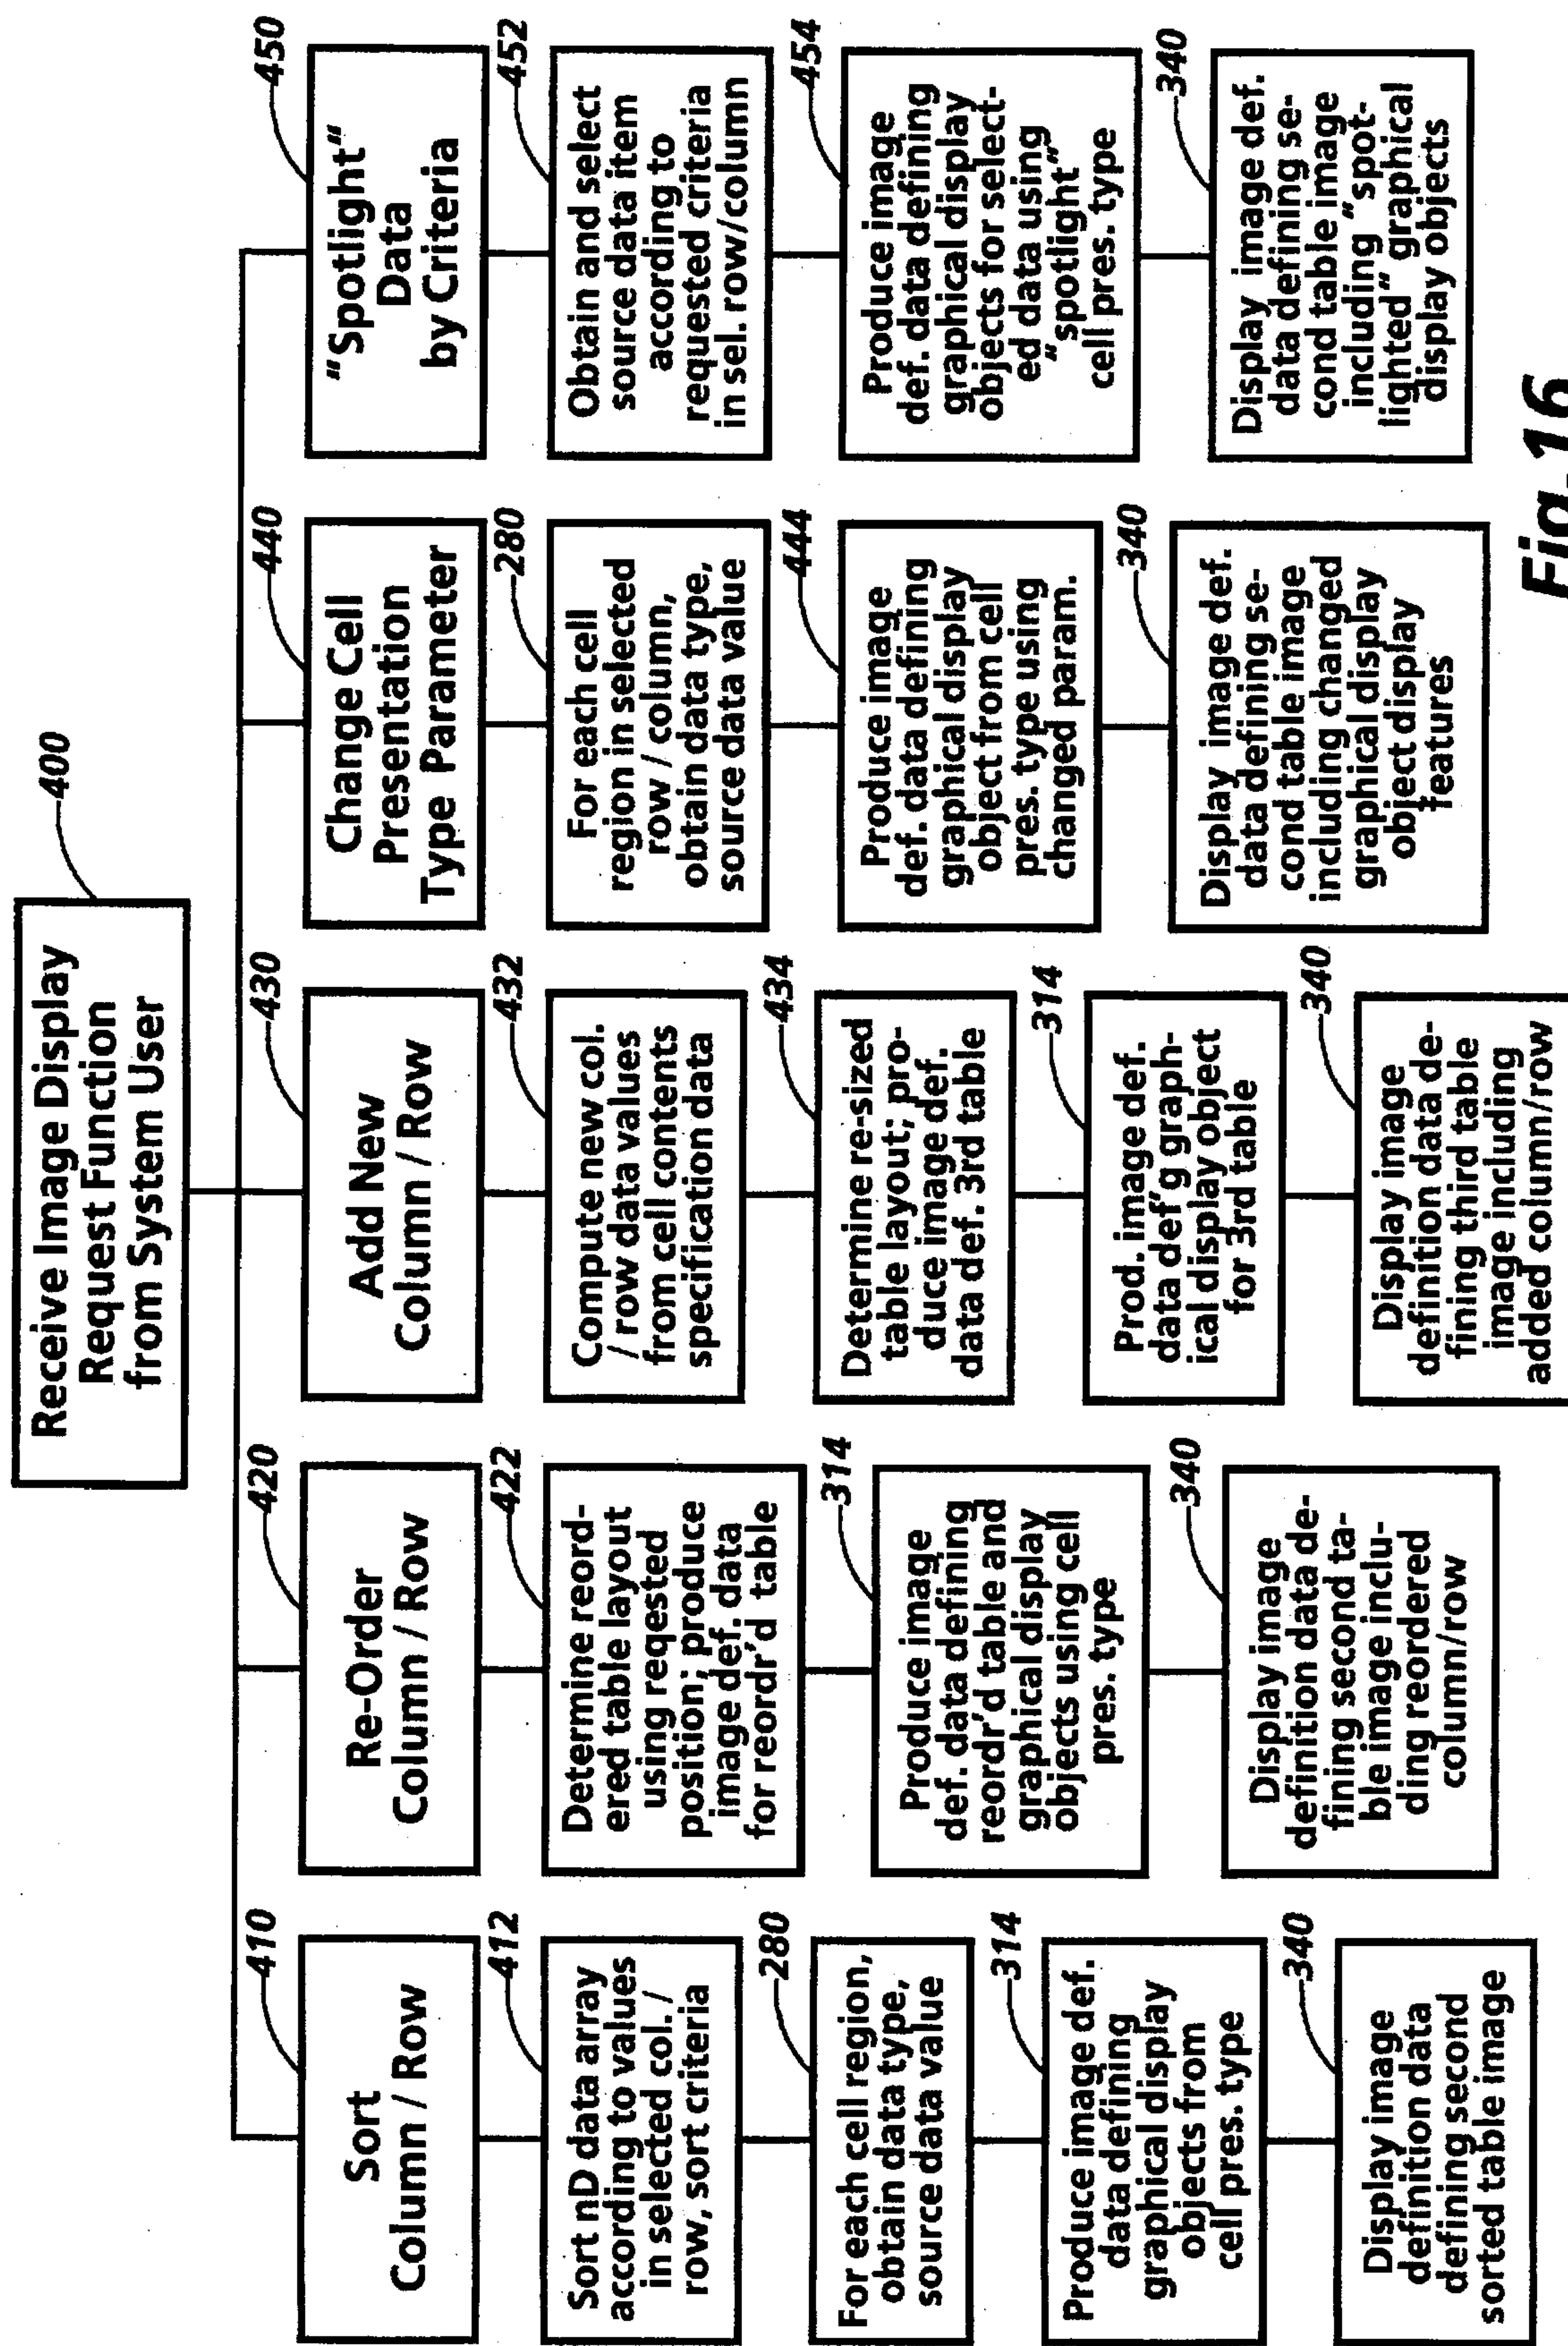 Receive Image Display
Request Function
from System User
400
410
Sort
Column / Row
412
Sort nD data array
according to values
in selected col. /
row, sort criteria
280
For each cell region,
obtain data type,
source data value
314
Produce image def.
data defining
graphical display
objects from
cell pres. type
340
Display image
definition data
defining second
sorted table image
420
Re-Order
Column / Row
422
Determine reord-
ered table layout
using reqested
position; produce
image def. data
for reordr'd table
314
Produce image
def. data defining
reordr'd table and
graphical display
objects using cell
pres. type
340
Display image
definition data de-
fining second ta-
ble image inclu-
ding reordered
column/row
430
Add New
Column / Row
432
Compute new col.
/ row data values
from cell contents
specification data
434
Determine re-sized
table layout; pro-
duce image def.
data def. 3rd table
314
Prod. image def.
data def'g graph-
ical display object
for 3rd table
340
Display image
definition data de-
fining third table
image including
added column/row
440
Change Cell
Presentation
Type Parameter
280
For each cell
region in selected
row / column,
obtain data type,
source data value
444
Produce image
def. data defining
graphical display
object from cell
pres. type using
changed param.
340
Display image def.
data defining se-
cond table image
including changed
graphical display
object display
features
450
"Spotlight"
Data
by Criteria
452
Obtain and select
source data item
according to
requested criteria
in sel. row/column
454
Produce image
def. data defining
graphical display
objects for select-
ed data using
"spotlight"
cell pres. type
340
Display image def.
data defining se-
cond table image
including "spot-
lighted" graphical
display objects
Fig-16